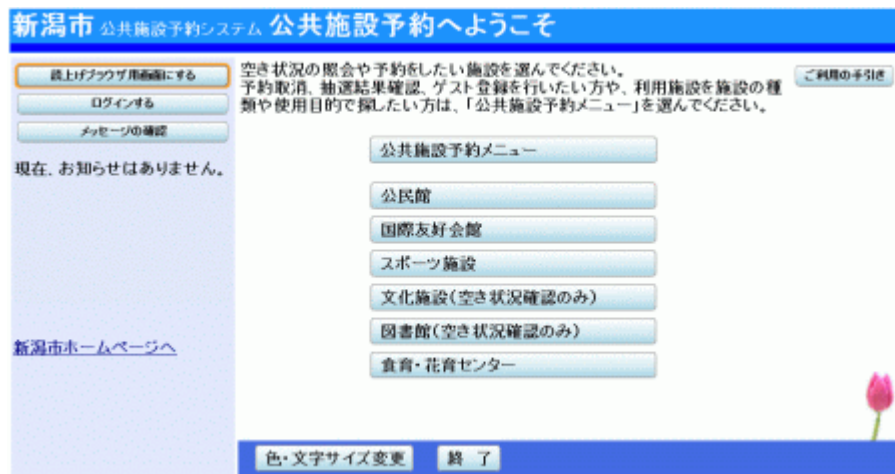 新潟市 公共施設予約システム 公共施設予約へようこそ
読上げブラウザ用画面にする
ログインする
メッセージの確認
現在、お知らせはありません。
新潟市ホームページへ
空き状況の照会や予約をしたい施設を選んでください。
予約取消、抽選結果確認、ゲスト登録を行いたい方や、利用施設を施設の種
類や使用目的で探したい方は、「公共施設予約メニュー」を選んでください。
ご利用の手引き
公共施設予約メニュー
公民館
国際友好会館
スポーツ施設
文化施設(空き状況確認のみ)
図書館(空き状況確認のみ)
食育・花育センター
色・文字サイズ変更
終 了